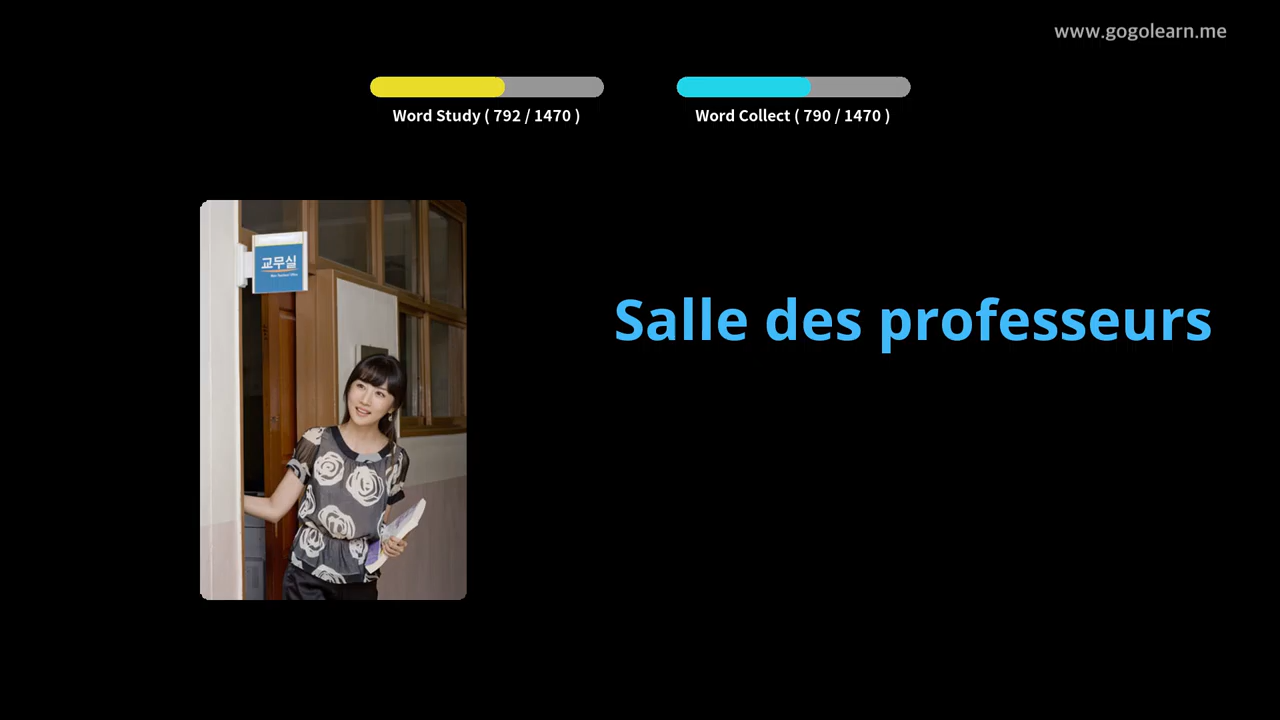 www.gogolearn.me
Word Study ( 792 / 1470 )
Word Collect ( 790 / 1470 )
교무실
Salle des professeurs